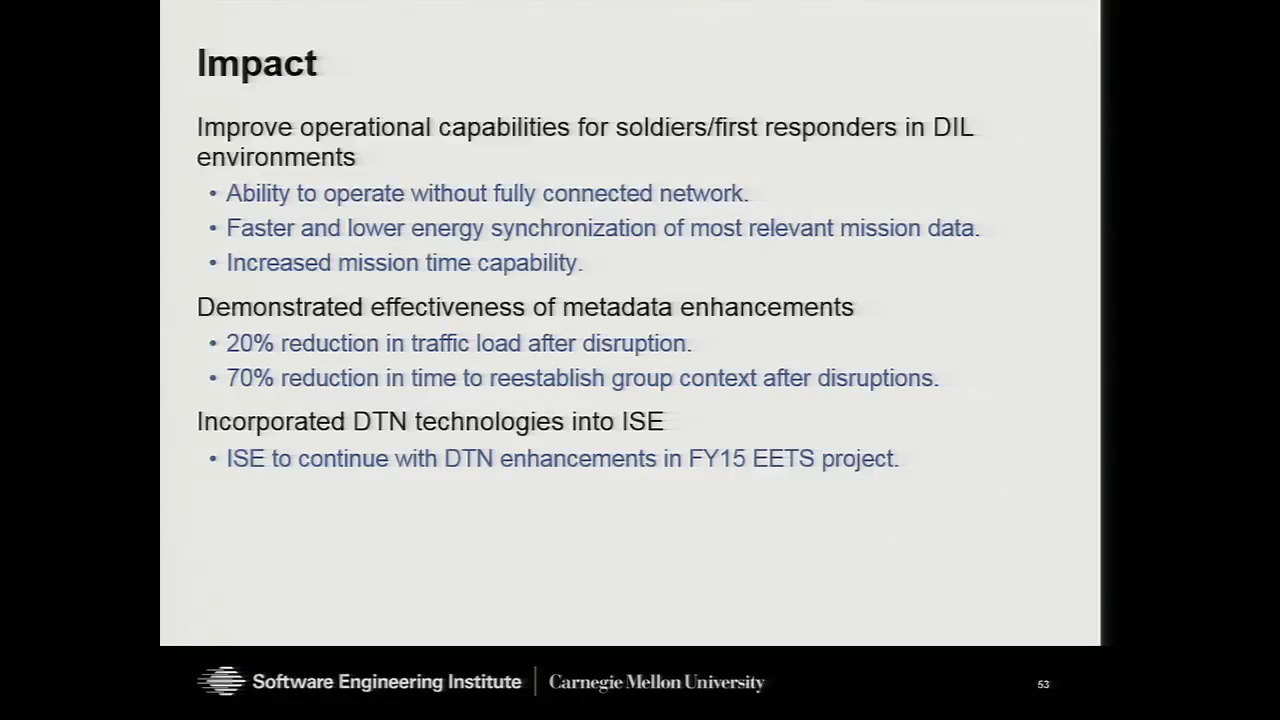 Impact
Improve operational capabilities for soldiers/first responders in DIL
environments
• Ability to operate without fully connected network.
• Faster and lower energy synchronization of most relevant mission data.
• Increased mission time capability.
Demonstrated effectiveness of metadata enhancements
• 20% reduction in traffic load after disruption.
• 70% reduction in time to reestablish group context after disruptions.
Incorporated DTN technologies into ISE
• ISE to continue with DTN enhancements in FY15 EETS project.
Software Engineering Institute | Carnegie Mellon University
53